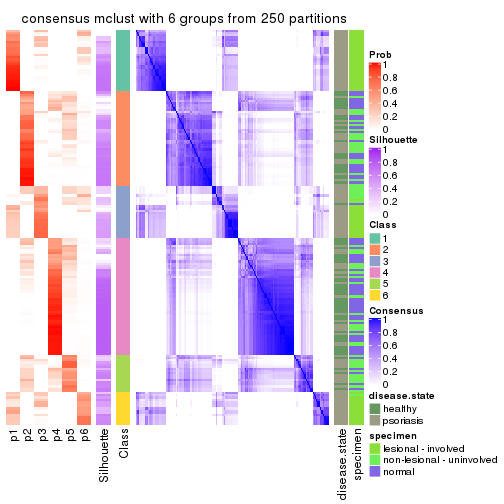 consensus mclust with 6 groups from 250 partitions
Prob
1
0.8
0.6
0.4
0.2
0
Silhouette
1
0.8
0.6
0.4
0.2
0
Class
1
2
3
4
5
6
Consensus
1
0.8
0.6
0.4
0.2
0
disease.state
healthy
psoriasis
specimen
lesional - involved
non-lesional - uninvolved
normal
p1
p2
p3
p4
p5
p6
Silhouette
Class
disease.state
specimen